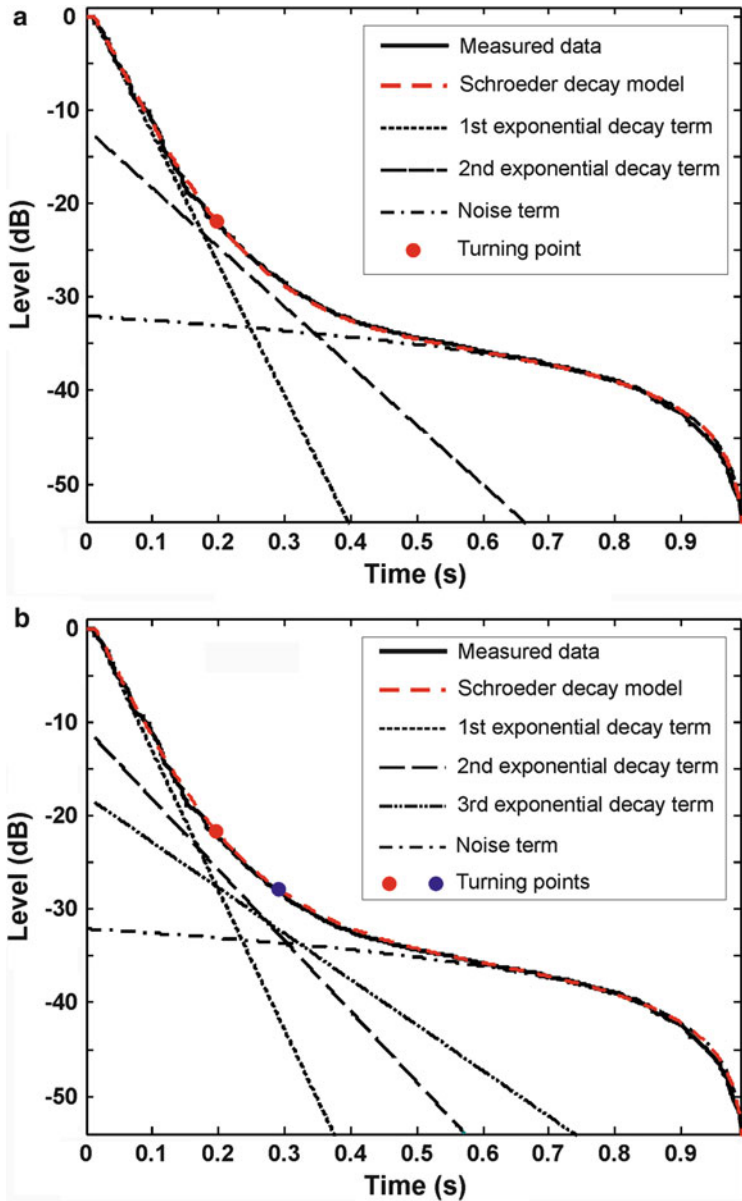 a
0
-10
-20
-30
-40
-50
Level (dB)
Measured data
Schroeder decay model
1st exponential decay term
2nd exponential decay term
Noise term
Turning point
0 0.1 0.2 0.3 0.4 0.5 0.6 0.7 0.8 0.9
Time (s)
b
0
-10
-20
-30
-40
-50
Level (dB)
Measured data
Schroeder decay model
1st exponential decay term
2nd exponential decay term
3rd exponential decay term
Noise term
Turning points
0 0.1 0.2 0.3 0.4 0.5 0.6 0.7 0.8 0.9
Time (s)